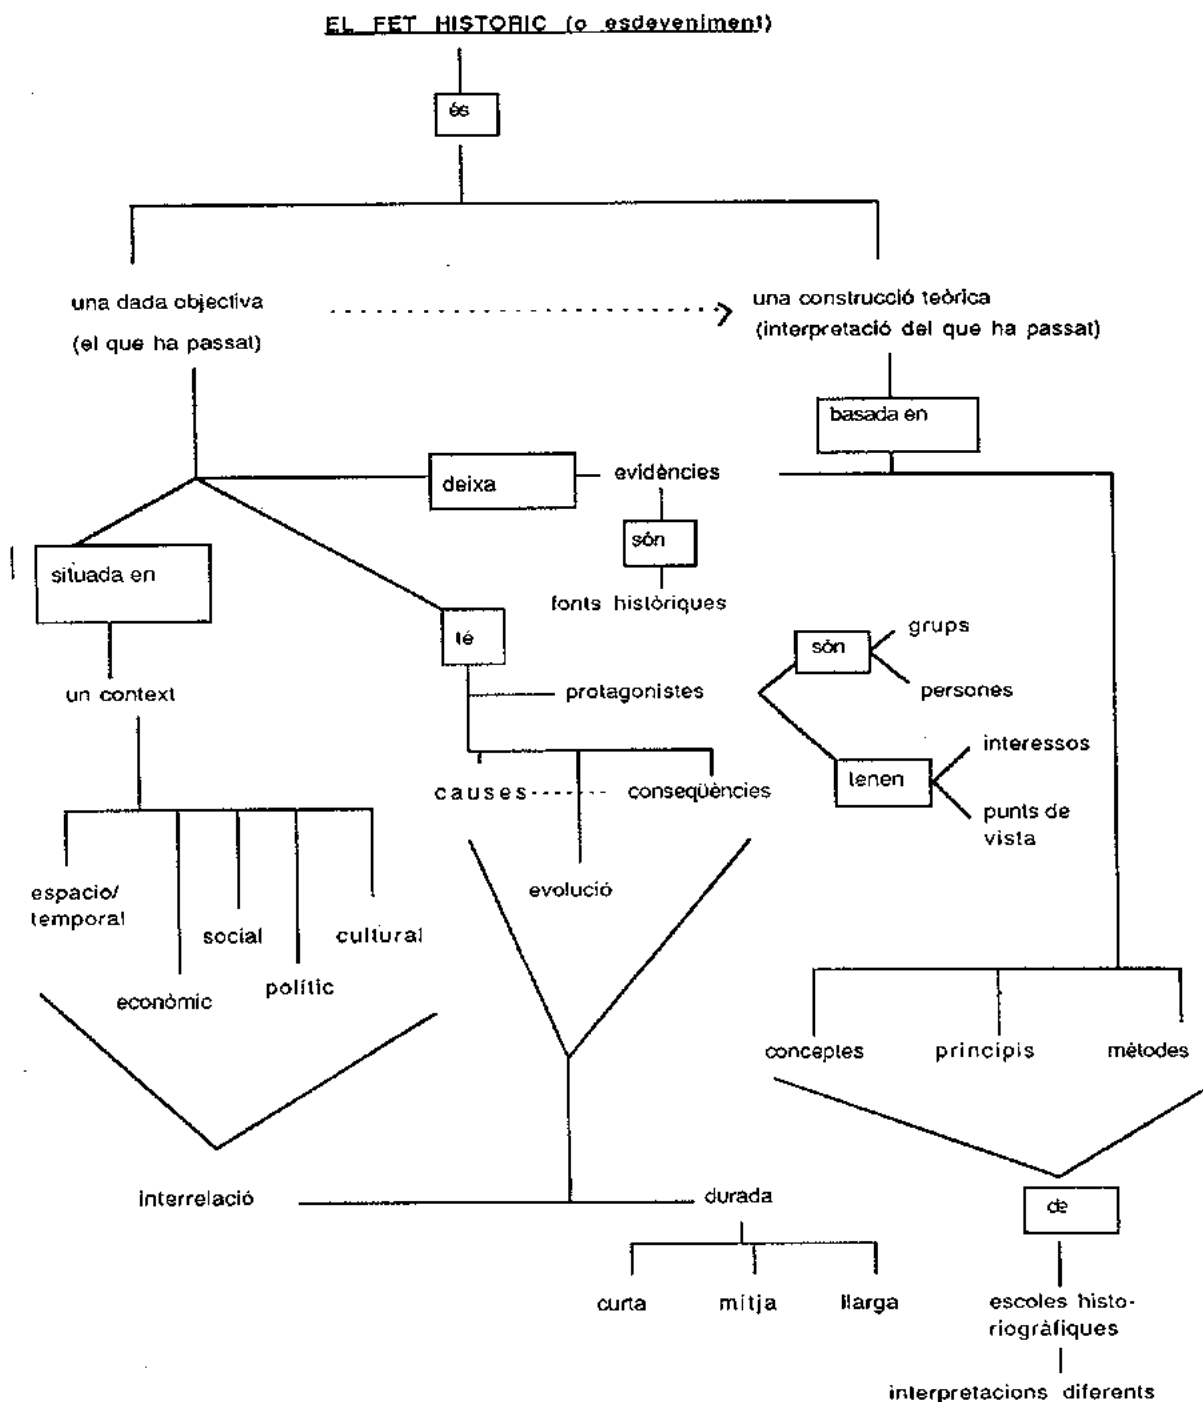 EL FET HISTORIC (o esdeveniment)
és
una dada objectiva
(el que ha passat)
una construcció teòrica
(interpretació del que ha passat)
basada en
deixa
evidències
són
fonts històriques
situada en
un context
té
protagonistes
són
grups
persones
tenen
interessos
punts de
vista
causes
conseqüències
evolució
espacio/
temporal
econòmic
social
polític
cultural
interrelació
durada
curta
mitja
llarga
conceptes
principis
mètodes
de
escoles histo-
riogràfiques
interpretacions diferents